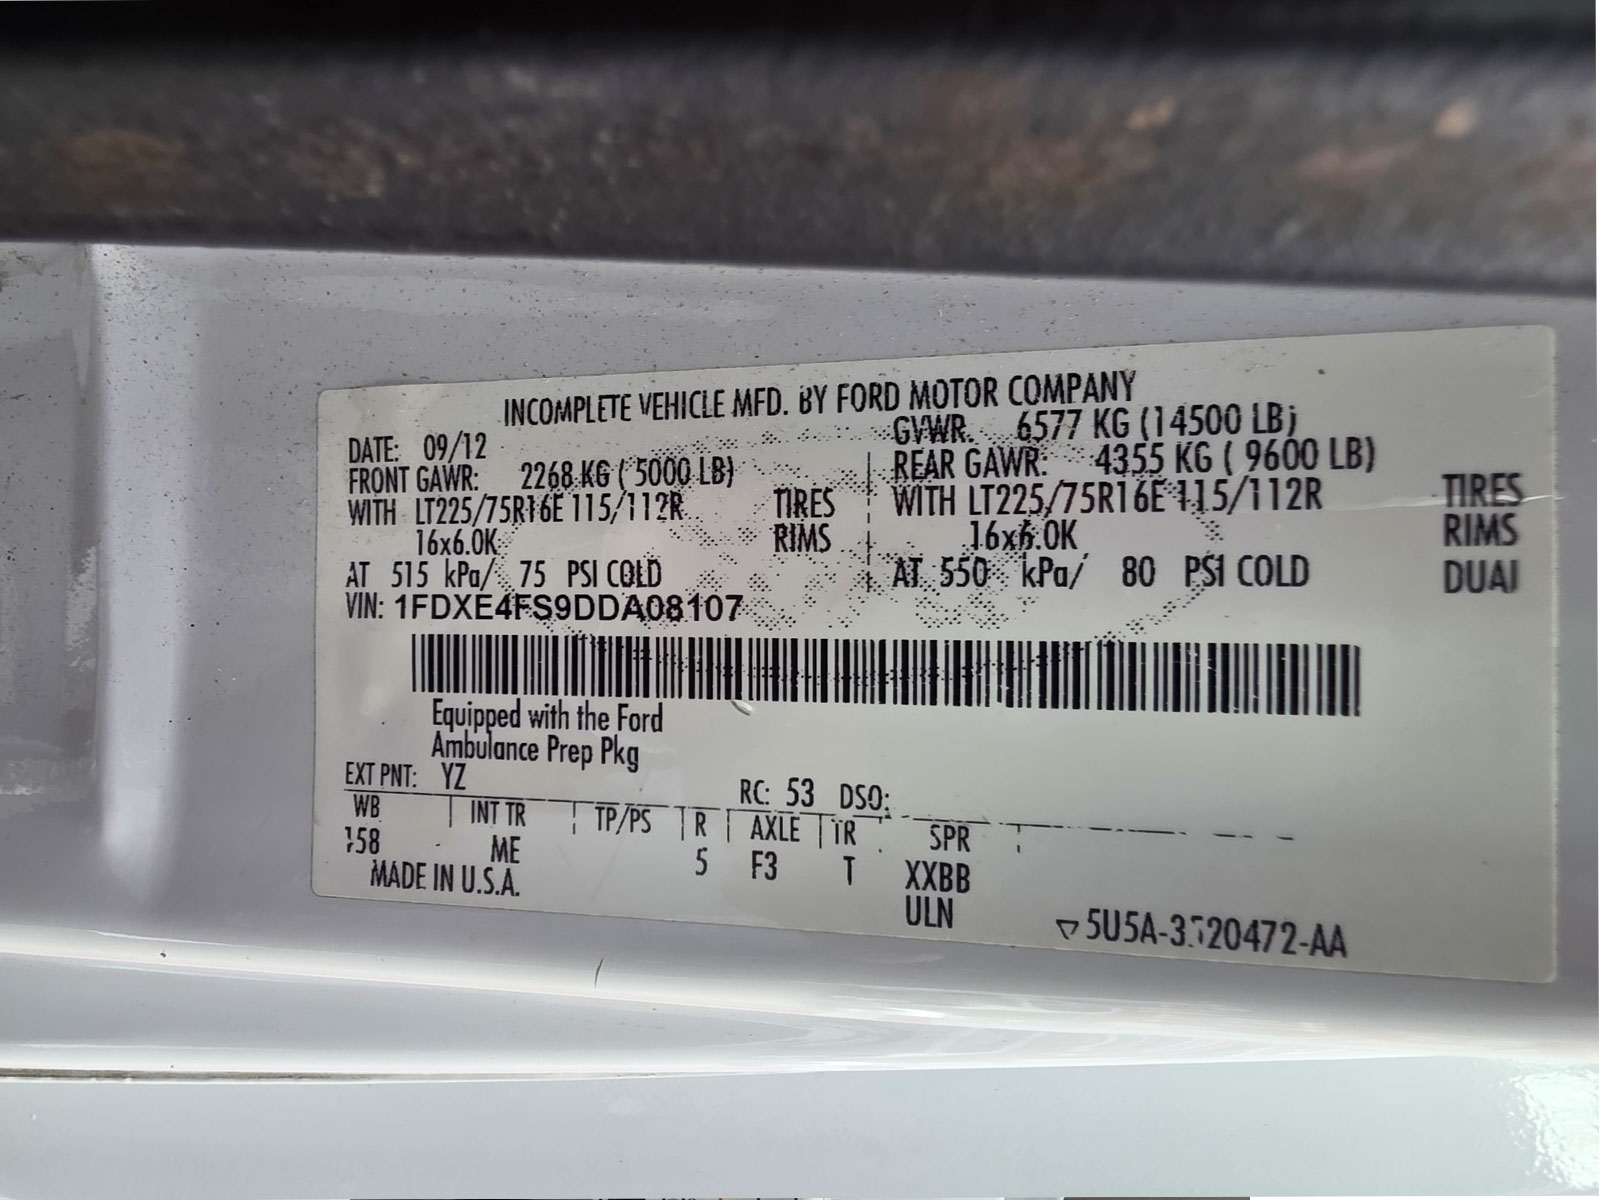 INCOMPLETE VEHICLE MFD. BY FORD MOTOR COMPANY
DATE: 09/12 GVWR. 6577 KG (14500 LB)
FRONT GAWR: 2268 KG ( 5000 LB) REAR GAWR: 4355 KG ( 9600 LB)
WITH LT225/75R16E 115/112R TIRES WITH LT225/75R16E 115/112R TIRES
16x6.0K RIMS 16x6.0K RIMS
AT 515 kPa/ 75 PSI COLD AT 550 kPa/ 80 PSI COLD DUAL
VIN: 1FDXE4FS9DDA08107
Equipped with the Ford
Ambulance Prep Pkg
EXT PNT: YZ RC: 53 DSO:
WB INT TR TP/PS R AXLE TR SPR
158 ME 5 F3 T XXBB
MADE IN U.S.A. ULN
5U5A-3520472-AA